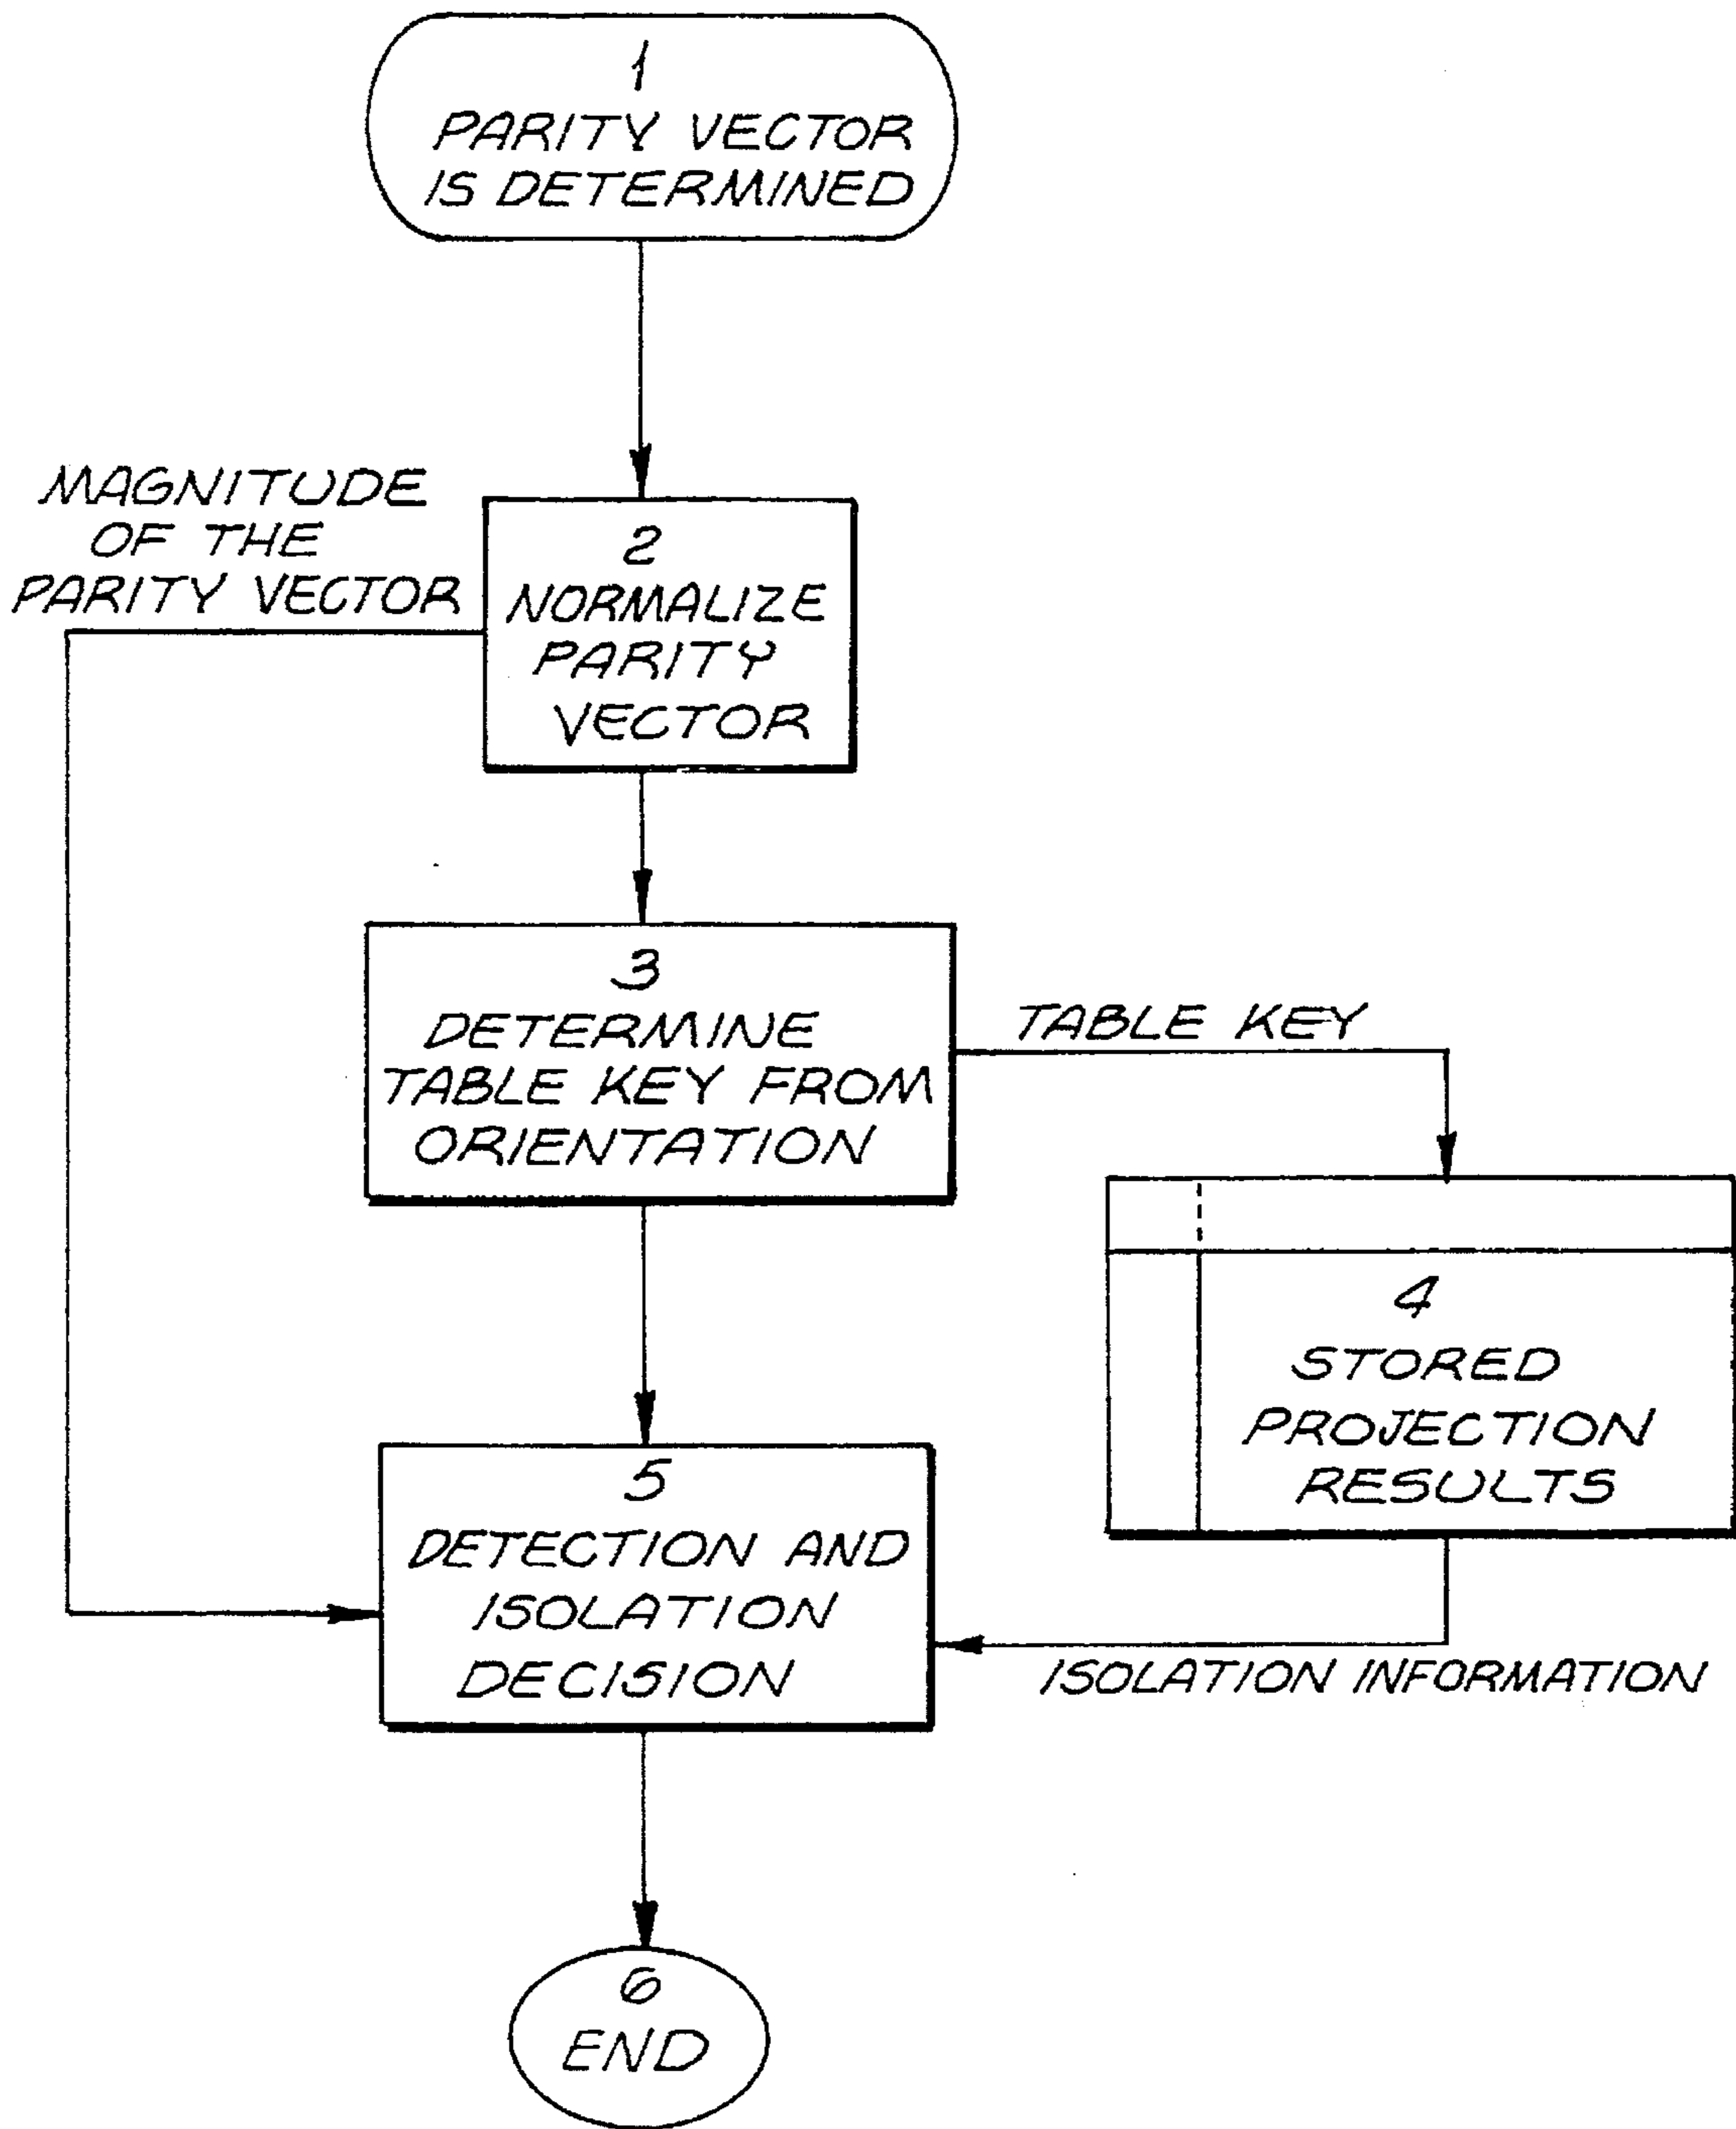 1
PARITY VECTOR
IS DETERMINED
MAGNITUDE
OF THE
PARITY VECTOR
2
NORMALIZE
PARITY
VECTOR
3
DETERMINE
TABLE KEY FROM
ORIENTATION
TABLE KEY
4
STORED
PROJECTION
RESULTS
5
DETECTION AND
ISOLATION
DECISION
ISOLATION INFORMATION
6
END